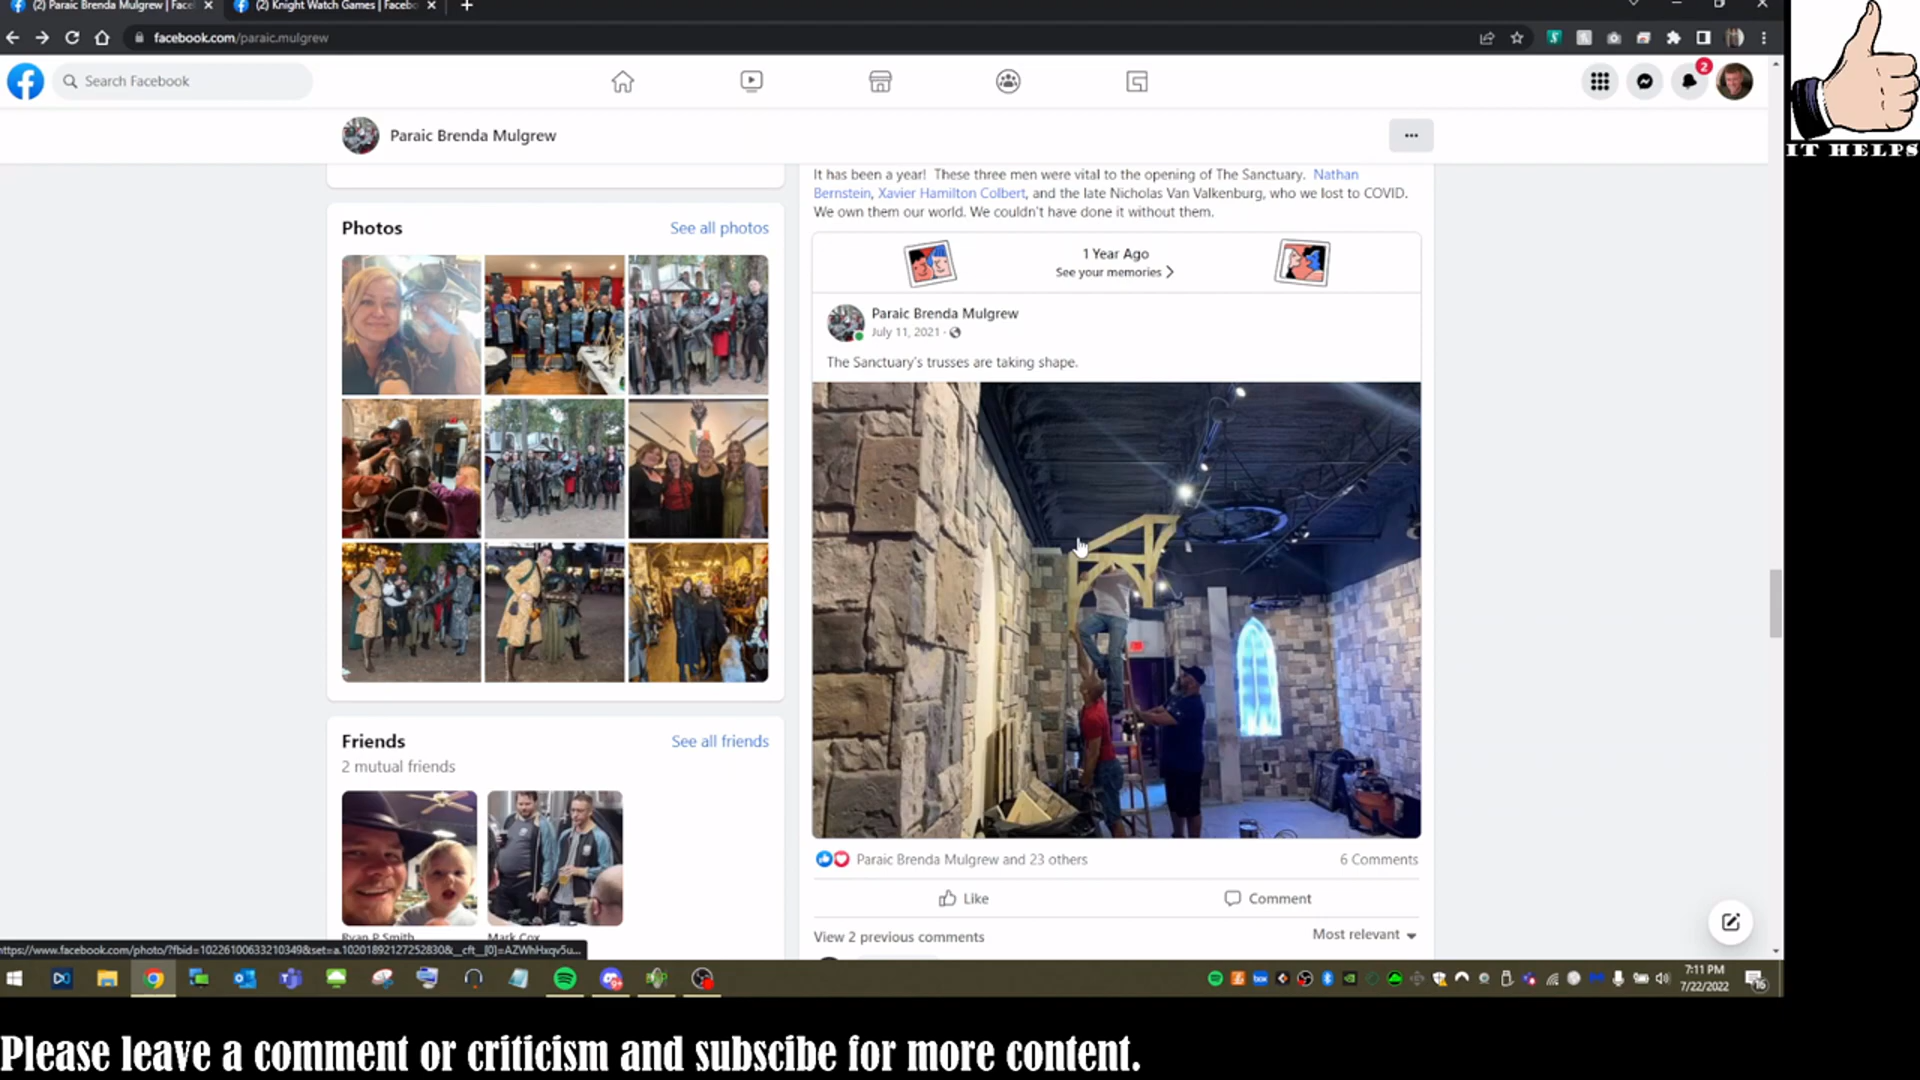 (2) Paraic Brenda Mulgrew | Face
(2) Knight Watch Games | Facebo
facebook.com/paraic.mulgrew
Search Facebook
2
IT HELPS
Paraic Brenda Mulgrew
It has been a year! These three men were vital to the opening of The Sanctuary. Nathan
Bernstein, Xavier Hamilton Colbert, and the late Nicholas Van Valkenburg, who we lost to COVID.
We own them our world. We couldn't have done it without them.
Photos
See all photos
1 Year Ago
See your memories
Paraic Brenda Mulgrew
July 11, 2021
The Sanctuary's trusses are taking shape.
Friends
See all friends
2 mutual friends
Ryan P Smith
Mark Cox
Paraic Brenda Mulgrew and 23 others
6 Comments
Like
Comment
View 2 previous comments
Most relevant
7:11 PM
7/22/2022
16
Please leave a comment or criticism and subscibe for more content.